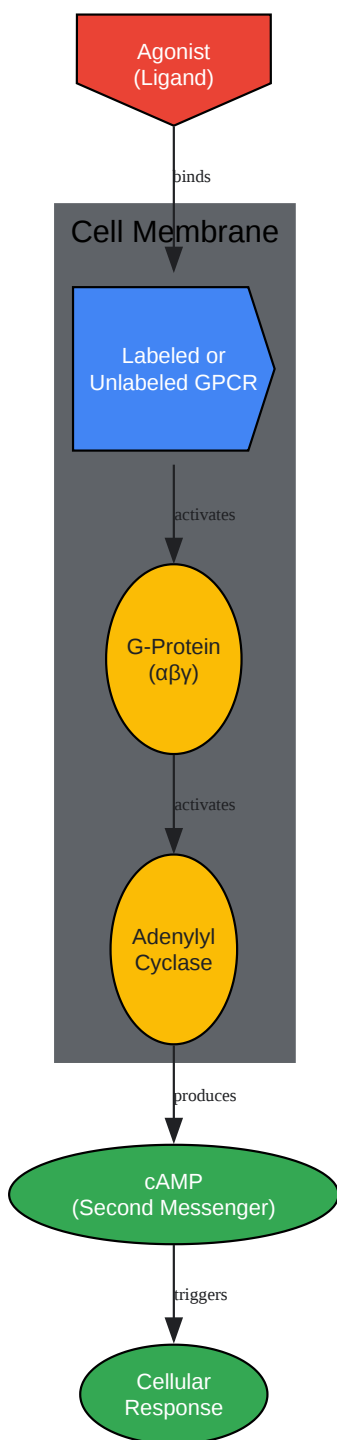 Agonist
(Ligand)
binds
Cell Membrane
Labeled or
Unlabeled GPCR
activates
G-Protein
(αβγ)
activates
Adenylyl
Cyclase
produces
cAMP
(Second Messenger)
triggers
Cellular
Response